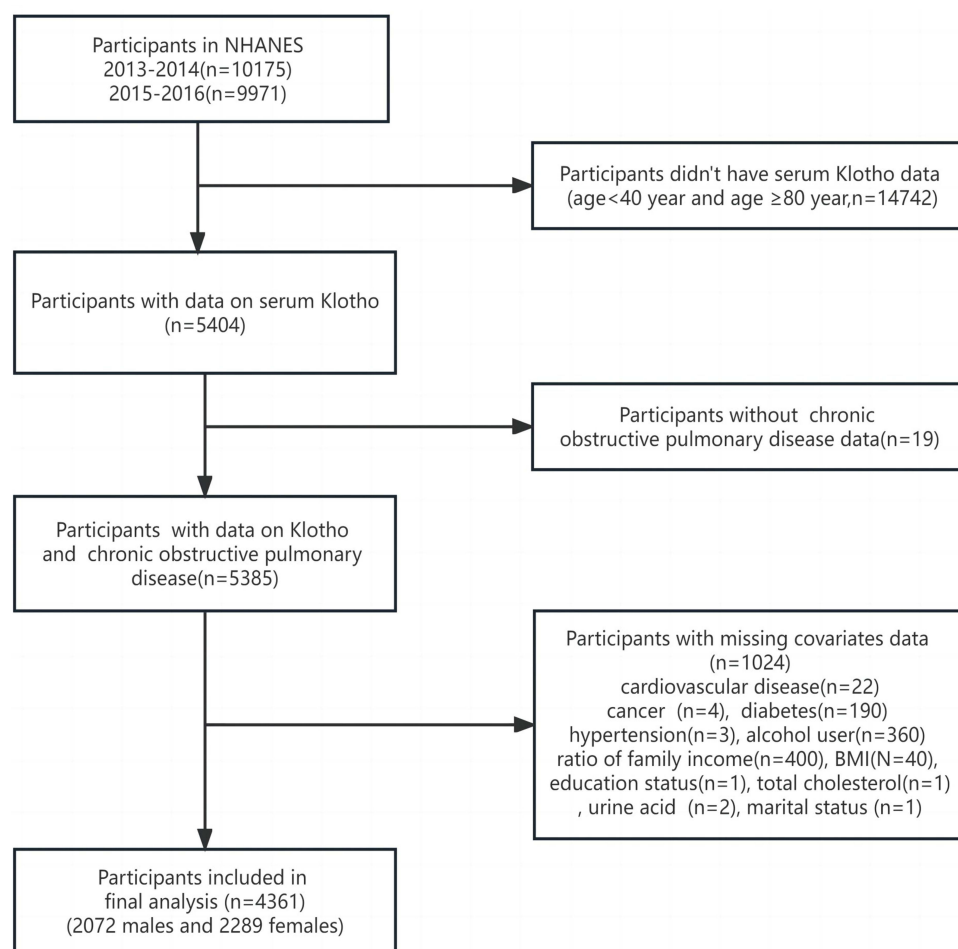 Participants in NHANES
2013-2014(n=10175)
2015-2016(n=9971)
Participants didn't have serum Klotho data
(age<40 year and age ≥80 year,n=14742)
Participants with data on serum Klotho
(n=5404)
Participants without  chronic
obstructive pulmonary disease data(n=19)
Participants  with data on Klotho
and  chronic obstructive pulmonary
disease(n=5385)
Participants with missing covariates data
(n=1024)
cardiovascular disease(n=22)
cancer  (n=4),  diabetes(n=190)
hypertension(n=3), alcohol user(n=360)
ratio of family income(n=400), BMI(N=40),
education status(n=1), total cholesterol(n=1)
, urine acid  (n=2), marital status (n=1)
Participants included in
final analysis (n=4361)
(2072 males and 2289 females)